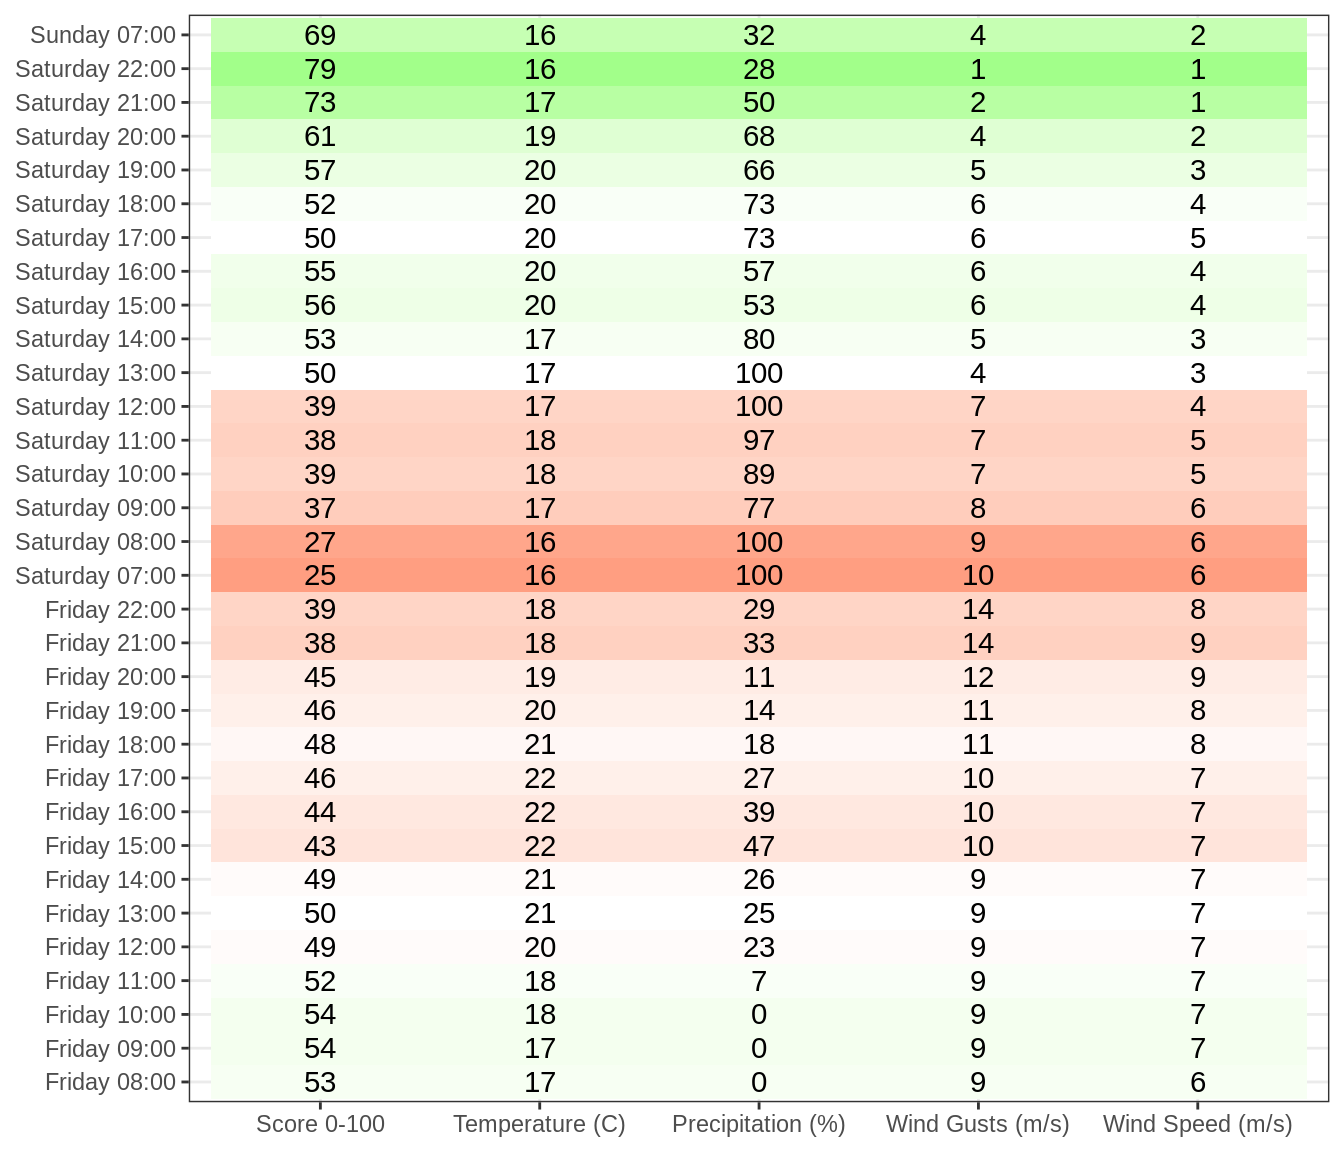 Sunday 07:00 69 16 32 4 2
Saturday 22:00 79 16 28 1 1
Saturday 21:00 73 17 50 2 1
Saturday 20:00 61 19 68 4 2
Saturday 19:00 57 20 66 5 3
Saturday 18:00 52 20 73 6 4
Saturday 17:00 50 20 73 6 5
Saturday 16:00 55 20 57 6 4
Saturday 15:00 56 20 53 6 4
Saturday 14:00 53 17 80 5 3
Saturday 13:00 50 17 100 4 3
Saturday 12:00 39 17 100 7 4
Saturday 11:00 38 18 97 7 5
Saturday 10:00 39 18 89 7 5
Saturday 09:00 37 17 77 8 6
Saturday 08:00 27 16 100 9 6
Saturday 07:00 25 16 100 10 6
Friday 22:00 39 18 29 14 8
Friday 21:00 38 18 33 14 9
Friday 20:00 45 19 11 12 9
Friday 19:00 46 20 14 11 8
Friday 18:00 48 21 18 11 8
Friday 17:00 46 22 27 10 7
Friday 16:00 44 22 39 10 7
Friday 15:00 43 22 47 10 7
Friday 14:00 49 21 26 9 7
Friday 13:00 50 21 25 9 7
Friday 12:00 49 20 23 9 7
Friday 11:00 52 18 7 9 7
Friday 10:00 54 18 0 9 7
Friday 09:00 54 17 0 9 7
Friday 08:00 53 17 0 9 6
Score 0-100 Temperature (C) Precipitation (%) Wind Gusts (m/s) Wind Speed (m/s)